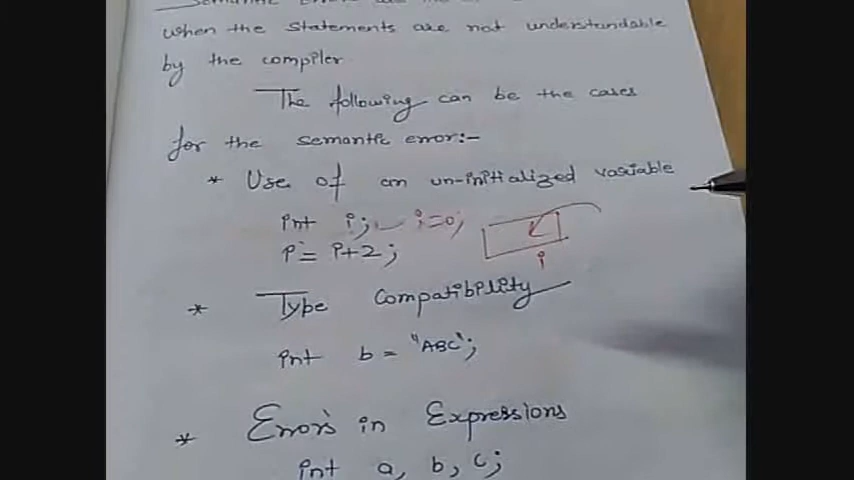 when the statements are not understandable
by the compiler
The following can be the cases
for the semantic error:-
* Use of an un-initialized variable
int i; i=0;
i = i+2;
i
* Type Compatibility
int b = "ABC";
* Errors in Expressions
int a, b, c;